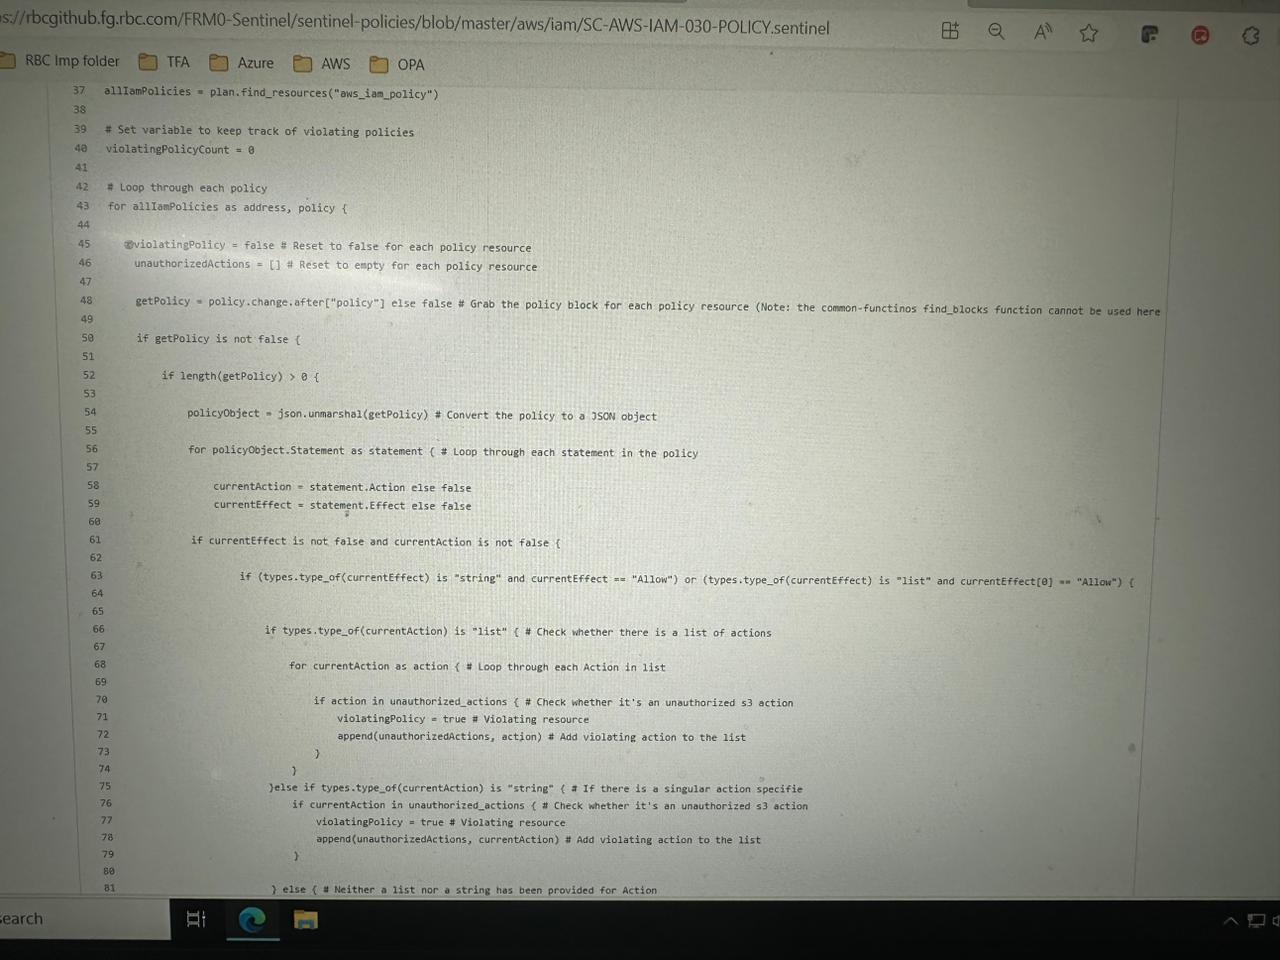 s://rbcgithub.fg.rbc.com/FRM0-Sentinel/sentinel-policies/blob/master/aws/iam/SC-AWS-IAM-030-POLICY.sentinel
RBC Imp folder TFA Azure AWS OPA
37 allIamPolicies = plan.find_resources("aws_iam_policy")
38
39 # Set variable to keep track of violating policies
40 violatingPolicyCount = 0
41
42 # Loop through each policy
43 for allIamPolicies as address, policy {
44
45 violatingPolicy = false # Reset to false for each policy resource
46 unauthorizedActions = [] # Reset to empty for each policy resource
47
48 getPolicy = policy.change.after["policy"] else false # Grab the policy block for each policy resource (Note: the common-functinos find_blocks function cannot be used here
49
50 if getPolicy is not false {
51
52 if length(getPolicy) > 0 {
53
54 policyObject = json.unmarshal(getPolicy) # Convert the policy to a JSON object
55
56 for policyObject.Statement as statement { # Loop through each statement in the policy
57
58 currentAction = statement.Action else false
59 currentEffect = statement.Effect else false
60
61 if currentEffect is not false and currentAction is not false {
62
63 if (types.type_of(currentEffect) is "string" and currentEffect == "Allow") or (types.type_of(currentEffect) is "list" and currentEffect[0] == "Allow") {
64
65
66 if types.type_of(currentAction) is "list" { # Check whether there is a list of actions
67
68 for currentAction as action { # Loop through each Action in list
69
70 if action in unauthorized_actions { # Check whether it's an unauthorized s3 action
71 violatingPolicy = true # Violating resource
72 append(unauthorizedActions, action) # Add violating action to the list
73 }
74 }
75 }else if types.type_of(currentAction) is "string" { # If there is a singular action specifie
76 if currentAction in unauthorized_actions { # Check whether it's an unauthorized s3 action
77 violatingPolicy = true # Violating resource
78 append(unauthorizedActions, currentAction) # Add violating action to the list
79 }
80
81 } else { # Neither a list nor a string has been provided for Action
earch